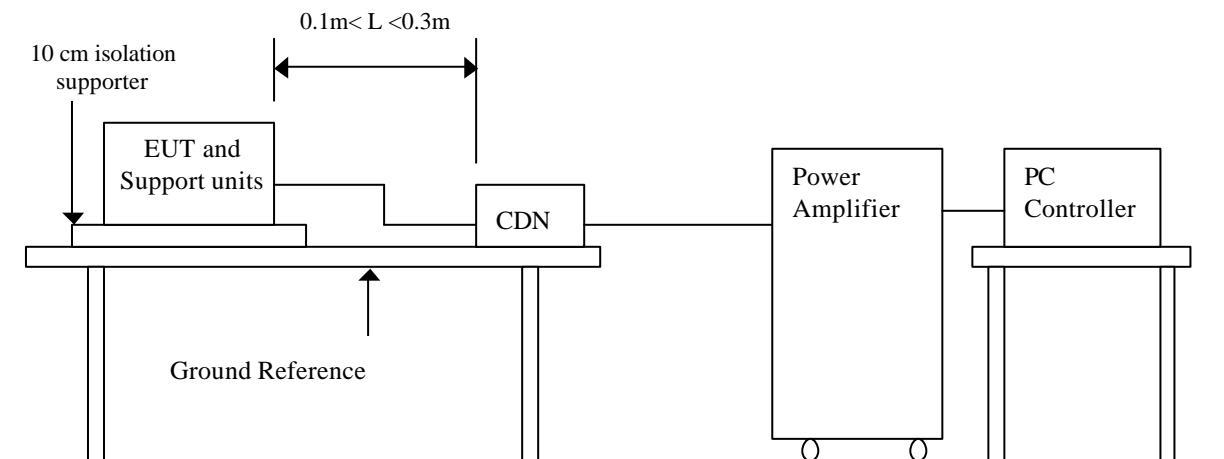 0.1m< L <0.3m
10 cm isolation
supporter
EUT and
Support units
CDN
Power
Amplifier
PC
Controller
Ground Reference